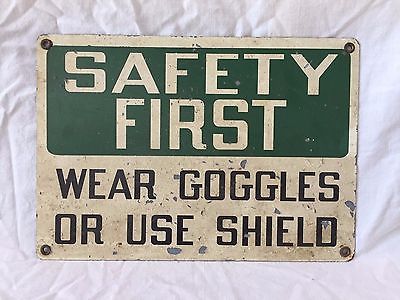 SAFETY
FIRST
WEAR GOGGLES
OR USE SHIELD